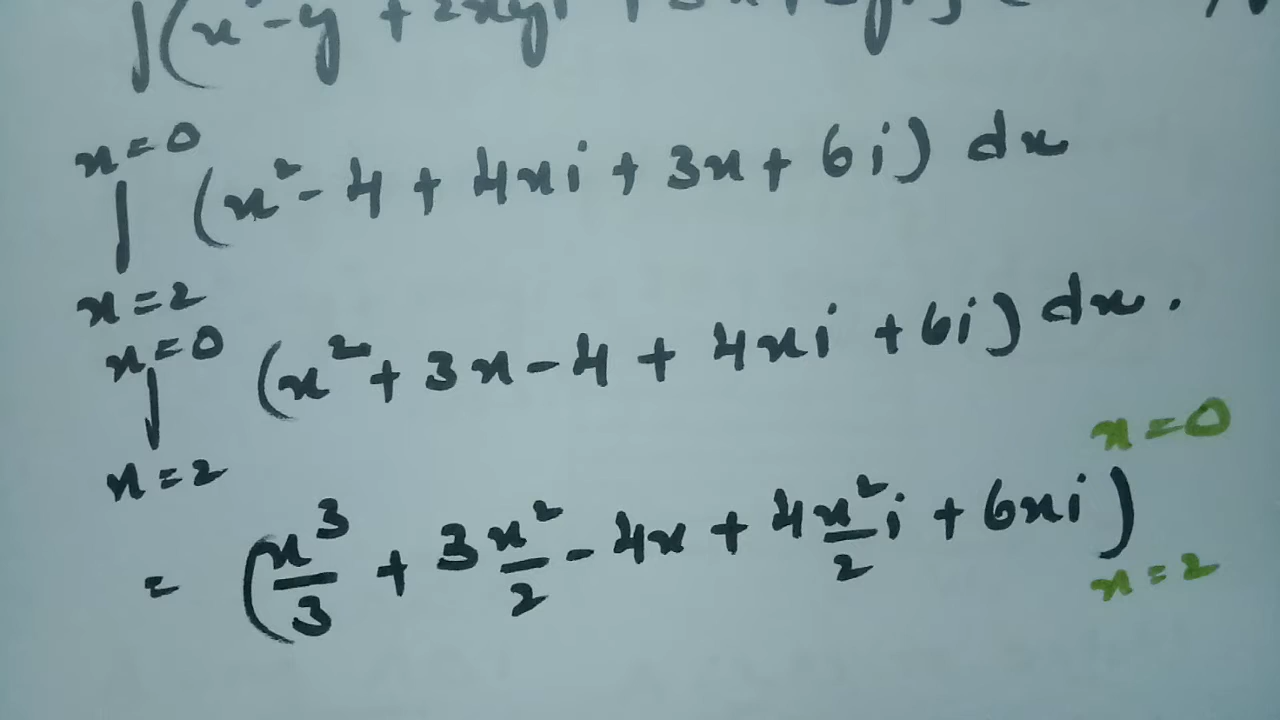 ∫(x²-y
x=0
∫ (x² - 4 + 4xi + 3x + 6i) dx
x=2
x=0
∫ (x² + 3x - 4 + 4xi + 6i) dx.
x=2
= (x³/3 + 3x²/2 - 4x + 4x²/2 i + 6xi) x=0
x=2